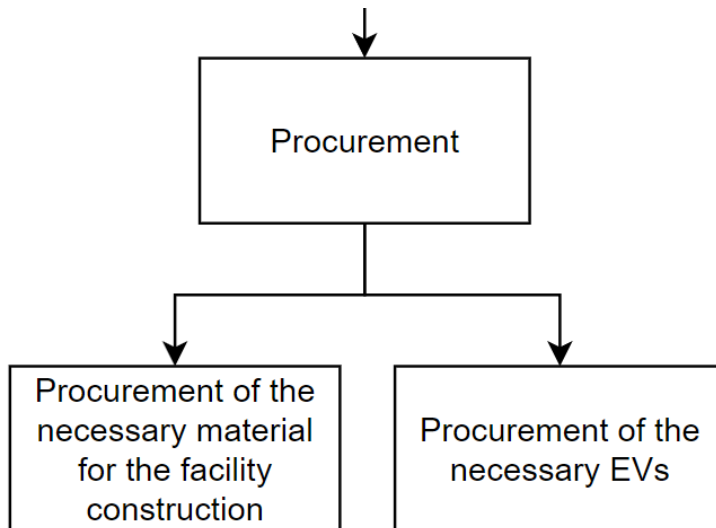 Procurement
Procurement of the
necessary material
for the facility
construction
Procurement of the
necessary EVs